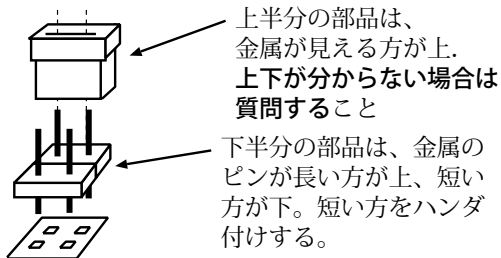 上半分の部品は、
金属が見える方が上.
上下が分からない場合は
質問すること
下半分の部品は、金属の
ピンが長い方が上、短い
方が下。短い方をハンダ
付けする。